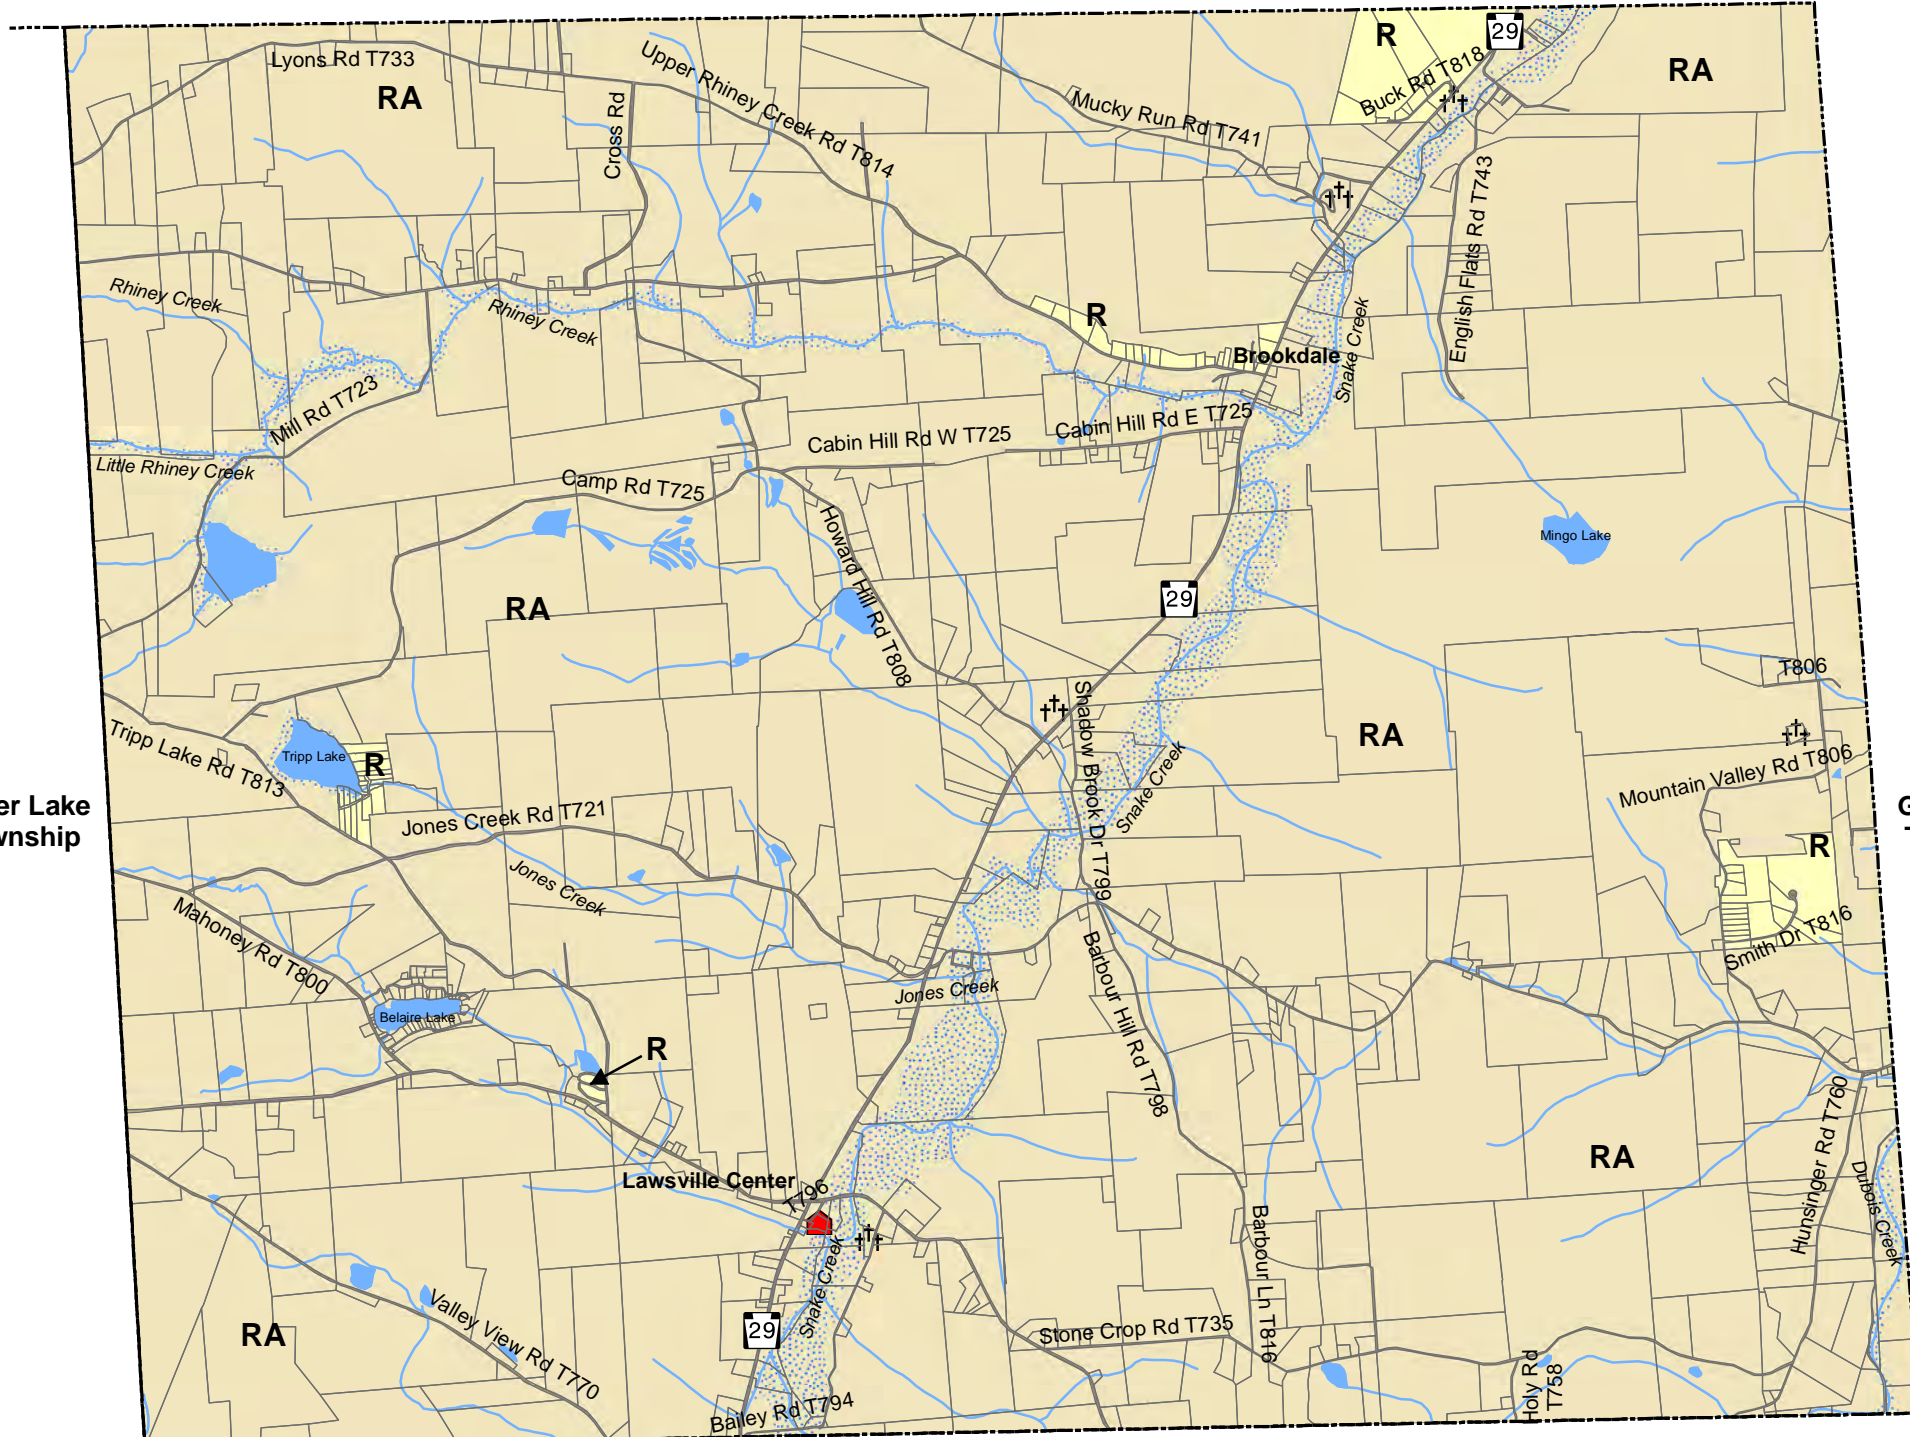 R
29
Lyons Rd T733
RA
Upper Rhiney Creek Rd T814
Buck Rd T818
RA
Cross Rd
Mucky Run Rd T741
English Flats Rd T743
Rhiney Creek
Rhiney Creek
R
Brookdale
Snake Creek
Mill Rd T723
Cabin Hill Rd W T725
Cabin Hill Rd E T725
Little Rhiney Creek
Camp Rd T725
Howard Hill Rd T808
Mingo Lake
RA
29
T806
Tripp Lake Rd T813
Tripp Lake
R
Shadow Brook Dr T799
RA
Snake Creek
Mountain Valley Rd T806
er Lake
wnship
Jones Creek Rd T721
G
R
Jones Creek
Mahoney Rd T800
Smith Dr T816
Barbour Hill Rd T798
Jones Creek
Belaire Lake
R
Hunsinger Rd T760
RA
Dubois Creek
Lawsville Center
T796
Barbour Ln T816
Snake Creek
RA
Valley View Rd T770
29
Stone Crop Rd T735
Holy Rd
T758
Bailey Rd T794